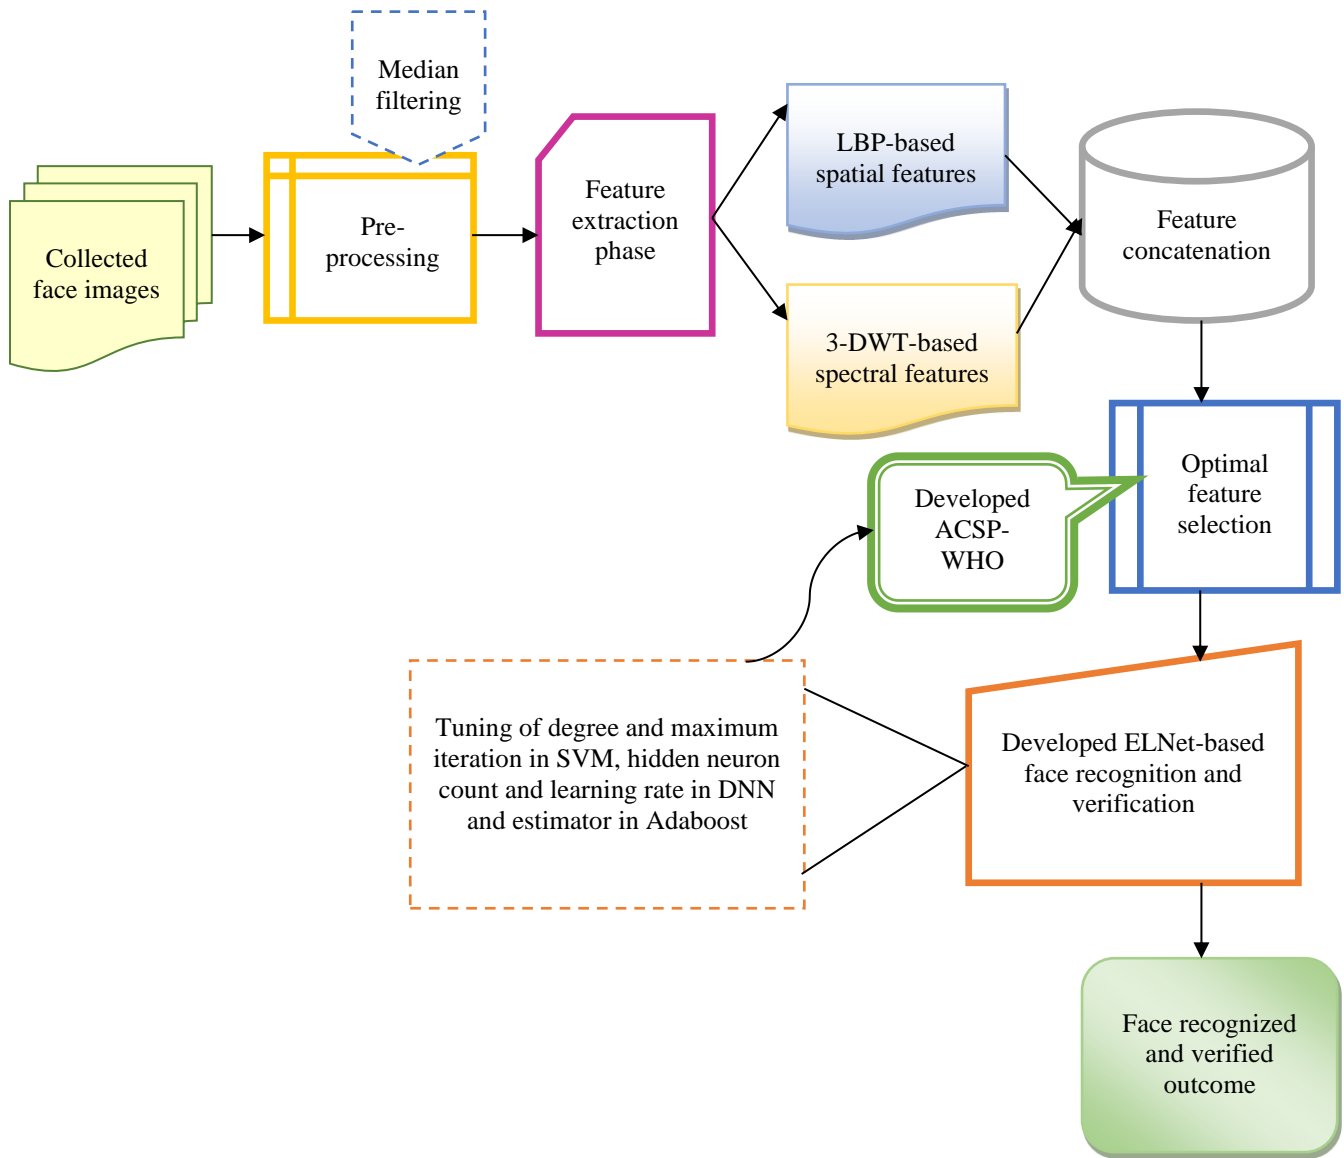 Median
filtering
Collected
face images
Pre-
processing
Feature
extraction
phase
LBP-based
spatial features
3-DWT-based
spectral features
Feature
concatenation
Optimal
feature
selection
Developed
ACSP-
WHO
Tuning of degree and maximum
iteration in SVM, hidden neuron
count and learning rate in DNN
and estimator in Adaboost
Developed ELNet-based
face recognition and
verification
Face recognized
and verified
outcome